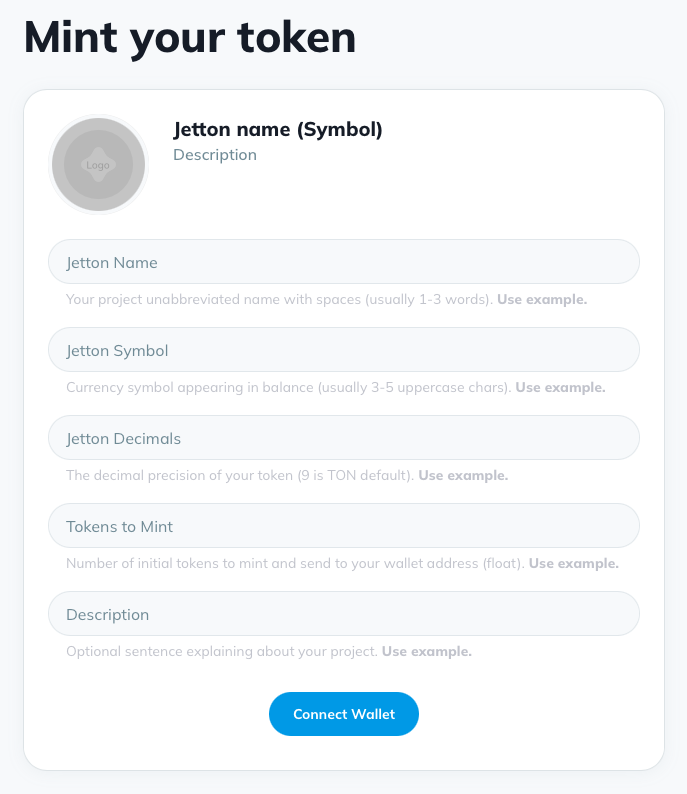 Mint your token
Logo
Jetton name (Symbol)
Description
Jetton Name
Your project unabbreviated name with spaces (usually 1-3 words). Use example.
Jetton Symbol
Currency symbol appearing in balance (usually 3-5 uppercase chars). Use example.
Jetton Decimals
The decimal precision of your token (9 is TON default). Use example.
Tokens to Mint
Number of initial tokens to mint and send to your wallet address (float). Use example.
Description
Optional sentence explaining about your project. Use example.
Connect Wallet